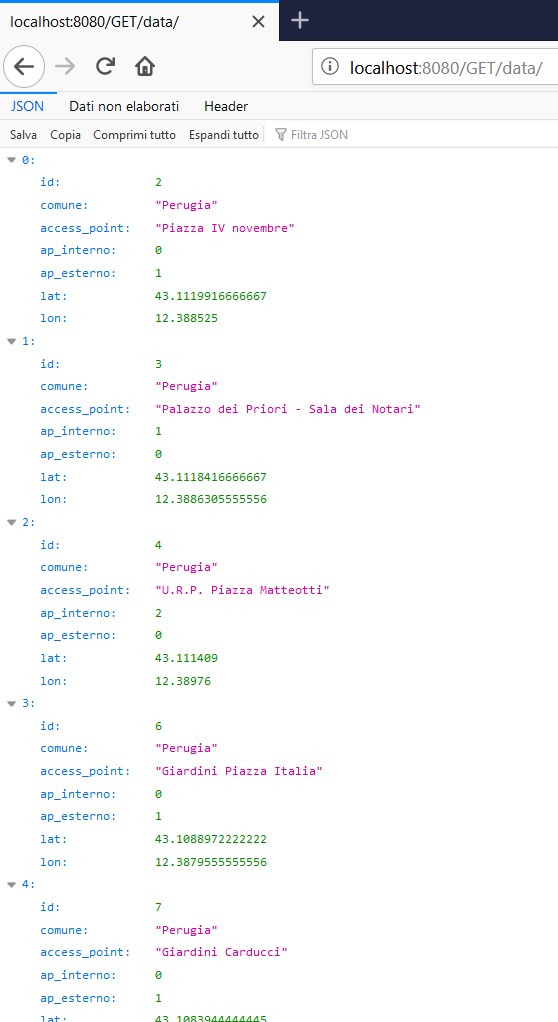 localhost:8080/GET/data/
localhost:8080/GET/data/
JSON Dati non elaborati Header
Salva Copia Comprimi tutto Espandi tutto Filtra JSON
0:
id: 2
comune: "Perugia"
access_point: "Piazza IV novembre"
ap_interno: 0
ap_esterno: 1
lat: 43.1119916666667
lon: 12.388525
1:
id: 3
comune: "Perugia"
access_point: "Palazzo dei Priori - Sala dei Notari"
ap_interno: 1
ap_esterno: 0
lat: 43.1118416666667
lon: 12.3886305555556
2:
id: 4
comune: "Perugia"
access_point: "U.R.P. Piazza Matteotti"
ap_interno: 2
ap_esterno: 0
lat: 43.111409
lon: 12.38976
3:
id: 6
comune: "Perugia"
access_point: "Giardini Piazza Italia"
ap_interno: 0
ap_esterno: 1
lat: 43.1088972222222
lon: 12.3879555555556
4:
id: 7
comune: "Perugia"
access_point: "Giardini Carducci"
ap_interno: 0
ap_esterno: 1
lat: 43.1083944444445